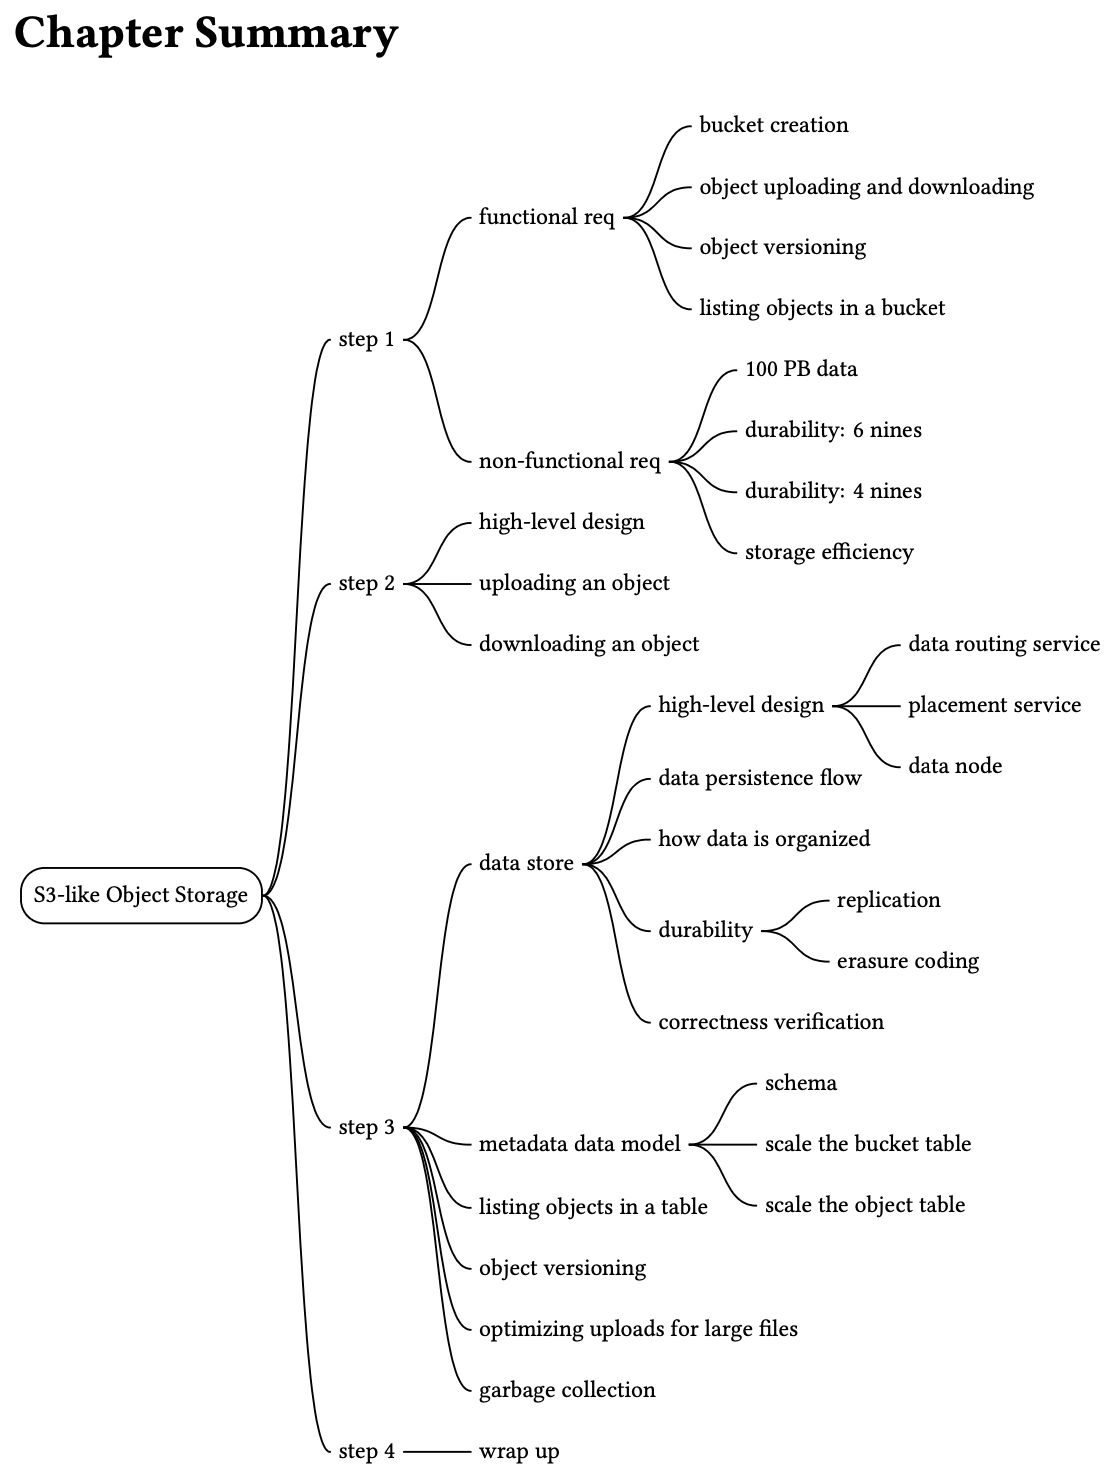 Chapter Summary
bucket creation
object uploading and downloading
functional req
object versioning
listing objects in a bucket
step 1
100 PB data
durability: 6 nines
non-functional req
durability: 4 nines
storage efficiency
high-level design
step 2
uploading an object
downloading an object
data routing service
high-level design
placement service
data node
data persistence flow
how data is organized
data store
S3-like Object Storage
replication
durability
erasure coding
correctness verification
schema
step 3
metadata data model
scale the bucket table
scale the object table
listing objects in a table
object versioning
optimizing uploads for large files
garbage collection
step 4
wrap up